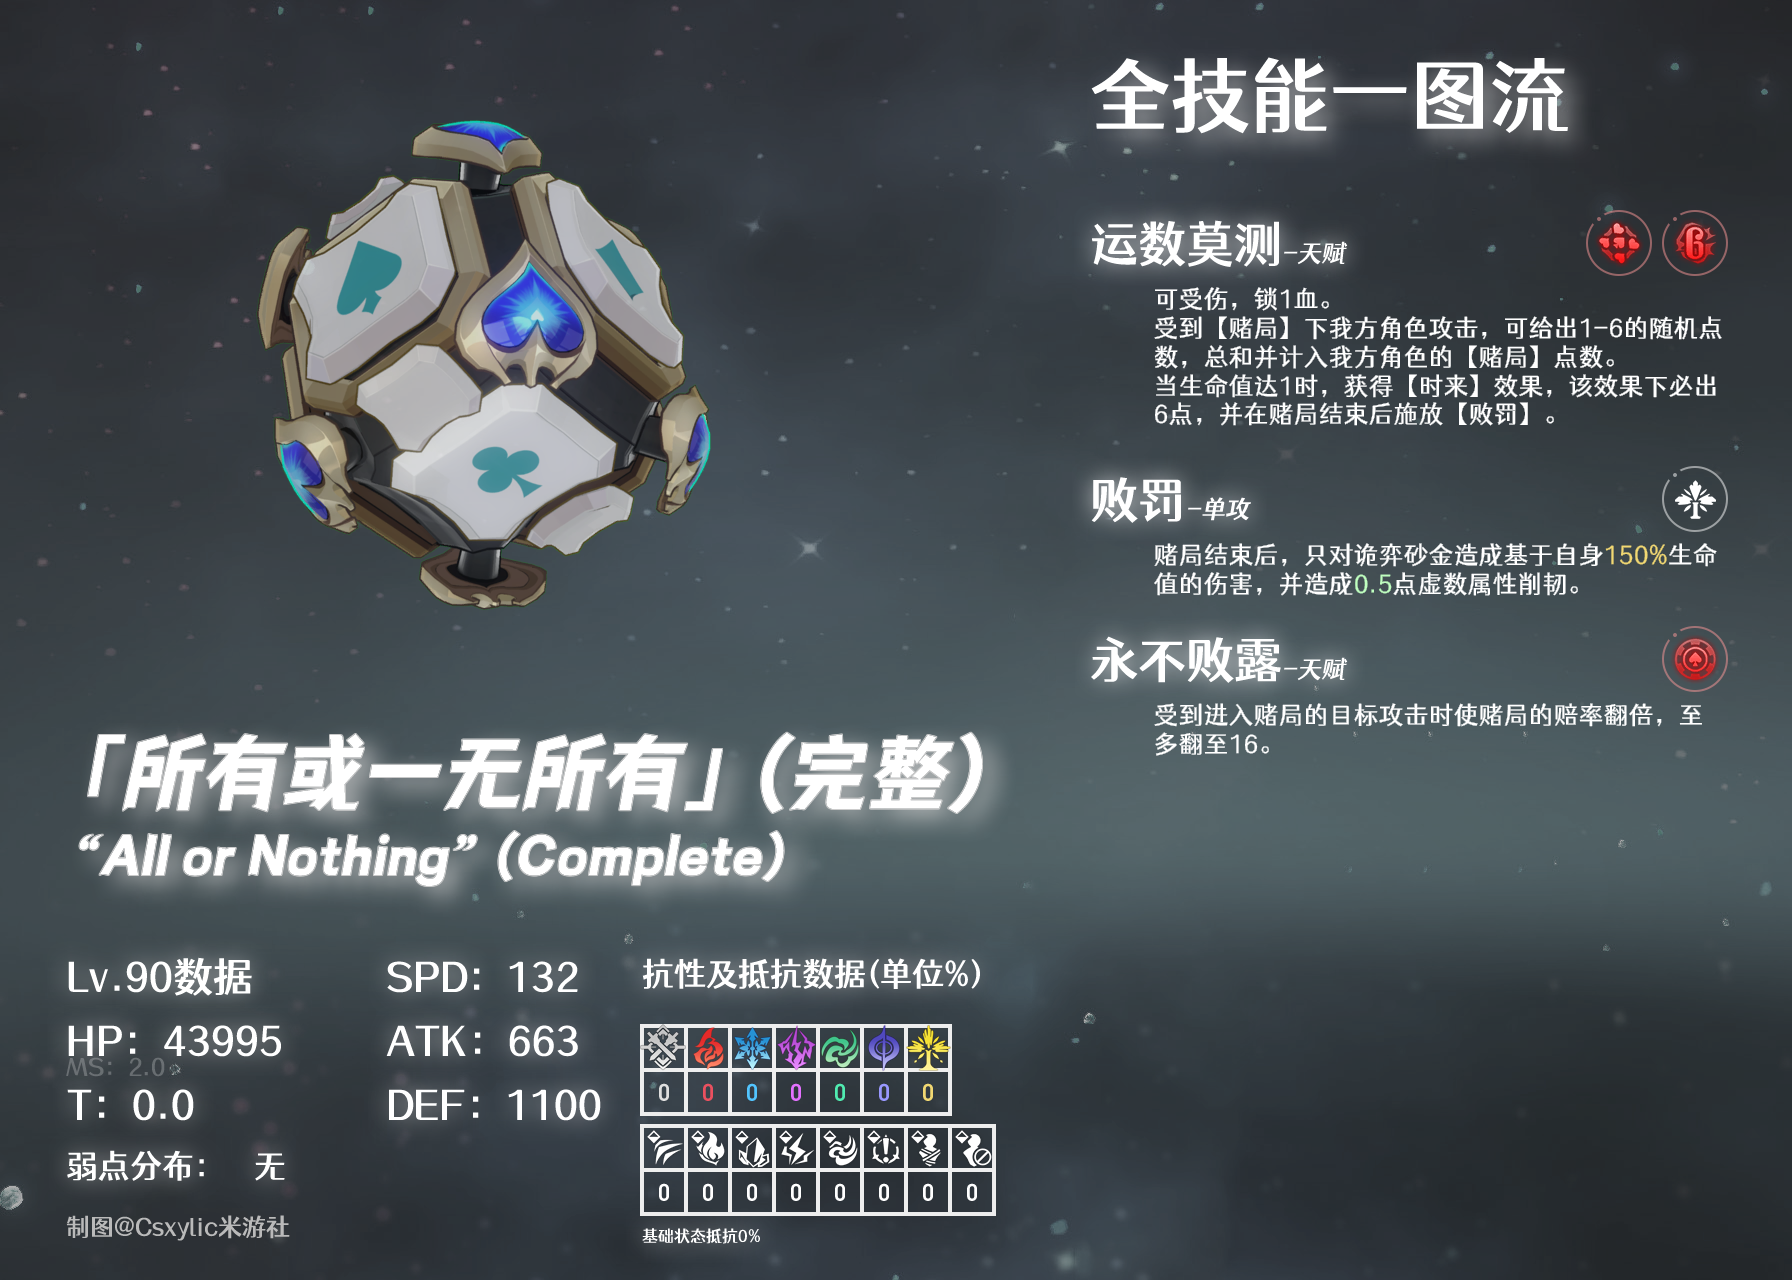 全技能一图流
运数莫测-天赋
可受伤，锁1血。
受到【赌局】下我方角色攻击，可给出1-6的随机点
数，总和并计入我方角色的【赌局】点数。
当生命值达1时，获得【时来】效果，该效果下必出
6点，并在赌局结束后施放【败罚】。
败罚-单攻
赌局结束后，只对诡弈砂金造成基于自身150%生命
值的伤害，并造成0.5点虚数属性削韧。
永不败露-天赋
受到进入赌局的目标攻击时使赌局的赔率翻倍，至
多翻至16。
「所有或一无所有」（完整）
“All or Nothing”（Complete）
Lv.90数据
SPD：132
HP：43995
ATK：663
MS：2.0
T：0.0
DEF：1100
弱点分布： 无
制图@Csxylic米游社
抗性及抵抗数据(单位%)
0 0 0 0 0 0 0
0 0 0 0 0 0 0 0
基础状态抵抗0%